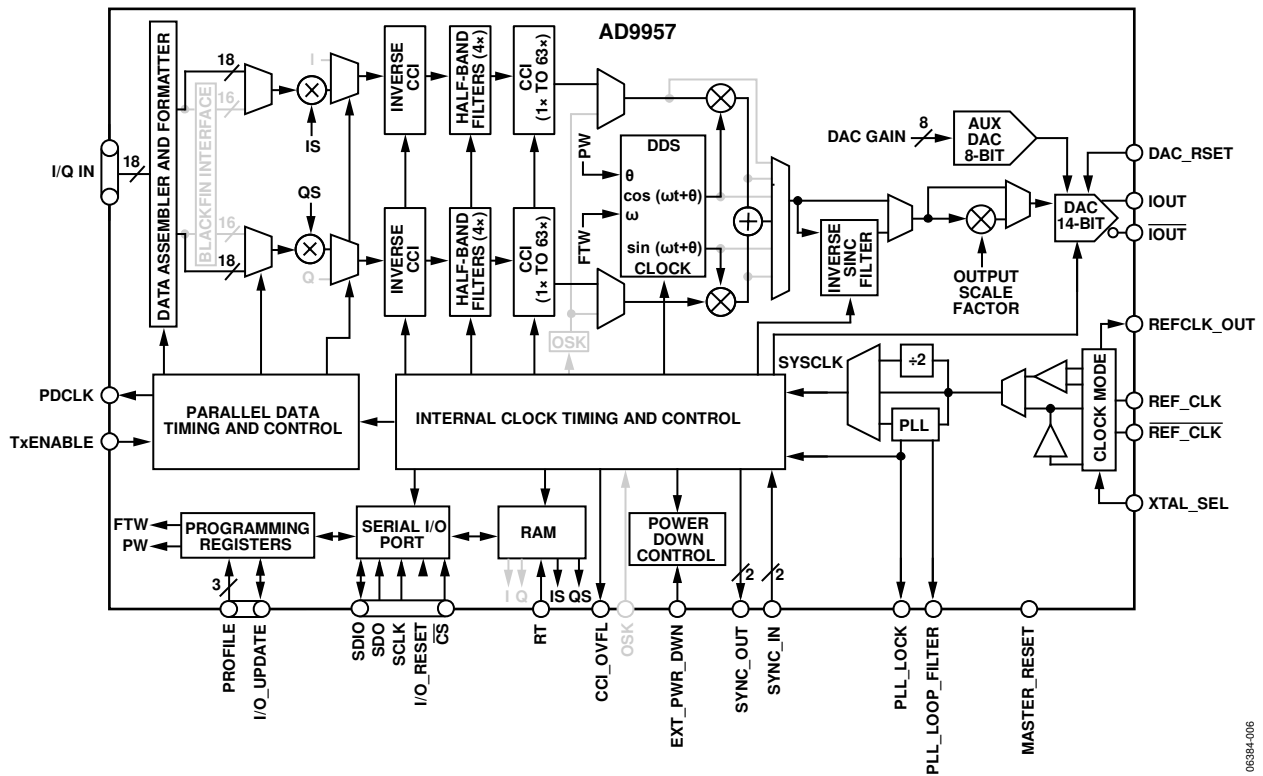 AD9957
I/Q IN
18
DATA ASSEMBLER AND FORMATTER
18
16
BLACKFIN INTERFACE
16
18
IS
QS
I
Q
INVERSE
CCI
HALF-BAND
FILTERS (4×)
CCI
(1× TO 63×)
INVERSE
CCI
HALF-BAND
FILTERS (4×)
CCI
(1× TO 63×)
OSK
PW
FTW
DDS
θ
cos (ωt+θ)
ω
sin (ωt+θ)
CLOCK
INVERSE
SINC
FILTER
OUTPUT
SCALE
FACTOR
DAC GAIN
8
AUX
DAC
8-BIT
DAC
14-BIT
DAC_RSET
IOUT
IOUT
REFCLK_OUT
REF_CLK
REF_CLK
XTAL_SEL
CLOCK MODE
÷2
PLL
SYSCLK
PDCLK
TxENABLE
PARALLEL DATA
TIMING AND CONTROL
INTERNAL CLOCK TIMING AND CONTROL
FTW
PW
PROGRAMMING
REGISTERS
SERIAL I/O
PORT
RAM
POWER
DOWN
CONTROL
3
I
Q
IS
QS
2
2
PROFILE
I/O_UPDATE
SDIO
SDO
SCLK
I/O_RESET
CS
RT
CCI_OVFL
OSK
EXT_PWR_DWN
SYNC_OUT
SYNC_IN
PLL_LOCK
PLL_LOOP_FILTER
MASTER_RESET
06384-006